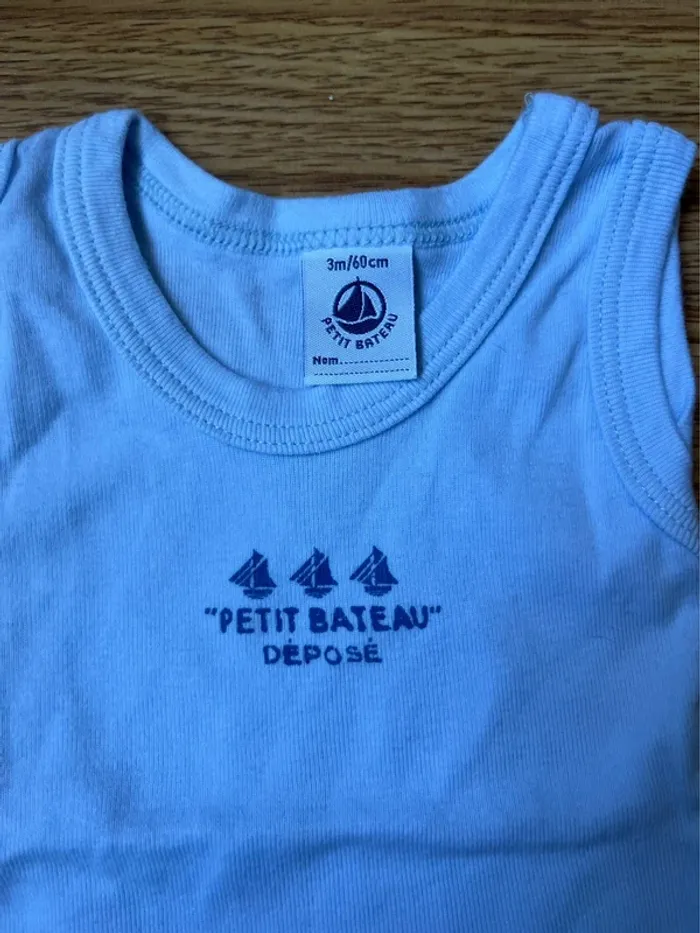 3m/60cm
PETIT BATEAU
Nom
"PETIT BATEAU"
DÉPOSÉ